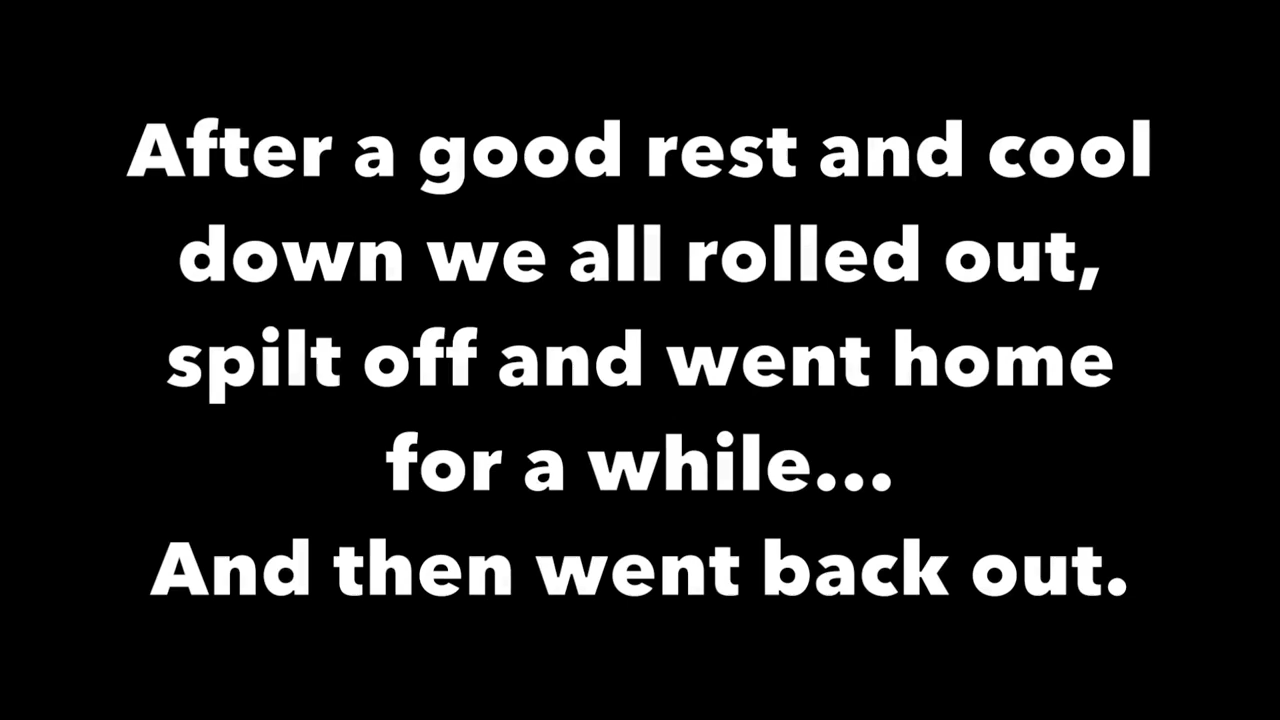 After a good rest and cool
down we all rolled out,
spilt off and went home
for a while...
And then went back out.